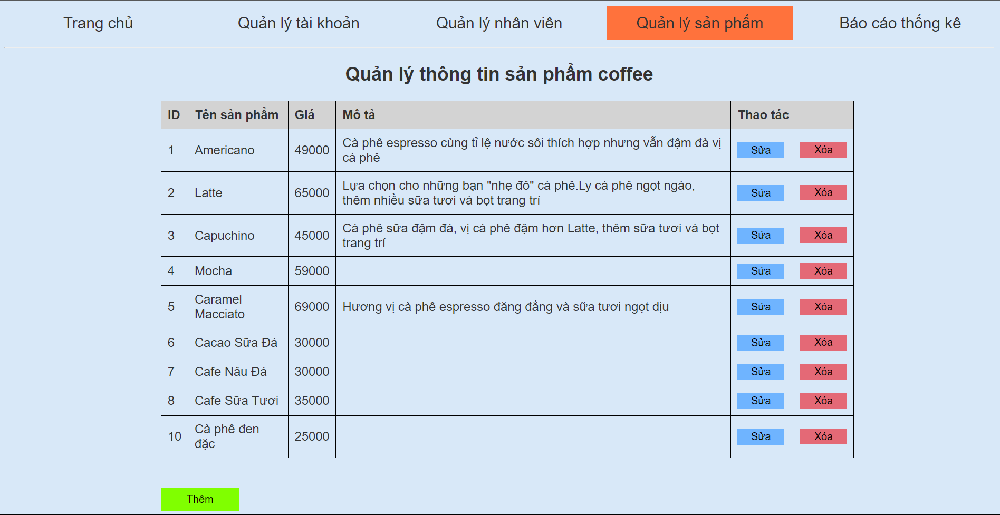 Trang chủ Quản lý tài khoản Quản lý nhân viên Quản lý sản phẩm Báo cáo thống kê
Quản lý thông tin sản phẩm coffee
ID Tên sản phẩm Giá Mô tả Thao tác
1 Americano 49000 Cà phê espresso cùng tỉ lệ nước sôi thích hợp nhưng vẫn đậm đà vị
cà phê Sửa Xóa
2 Latte 65000 Lựa chọn cho những bạn "nhẹ đô" cà phê.Ly cà phê ngọt ngào,
thêm nhiều sữa tươi và bọt trang trí Sửa Xóa
3 Capuchino 45000 Cà phê sữa đậm đà, vị cà phê đậm hơn Latte, thêm sữa tươi và bọt
trang trí Sửa Xóa
4 Mocha 59000 Sửa Xóa
5 Caramel
Macciato 69000 Hương vị cà phê espresso đăng đắng và sữa tươi ngọt dịu Sửa Xóa
6 Cacao Sữa Đá 30000 Sửa Xóa
7 Cafe Nâu Đá 30000 Sửa Xóa
8 Cafe Sữa Tươi 35000 Sửa Xóa
10 Cà phê đen
đặc 25000 Sửa Xóa
Thêm